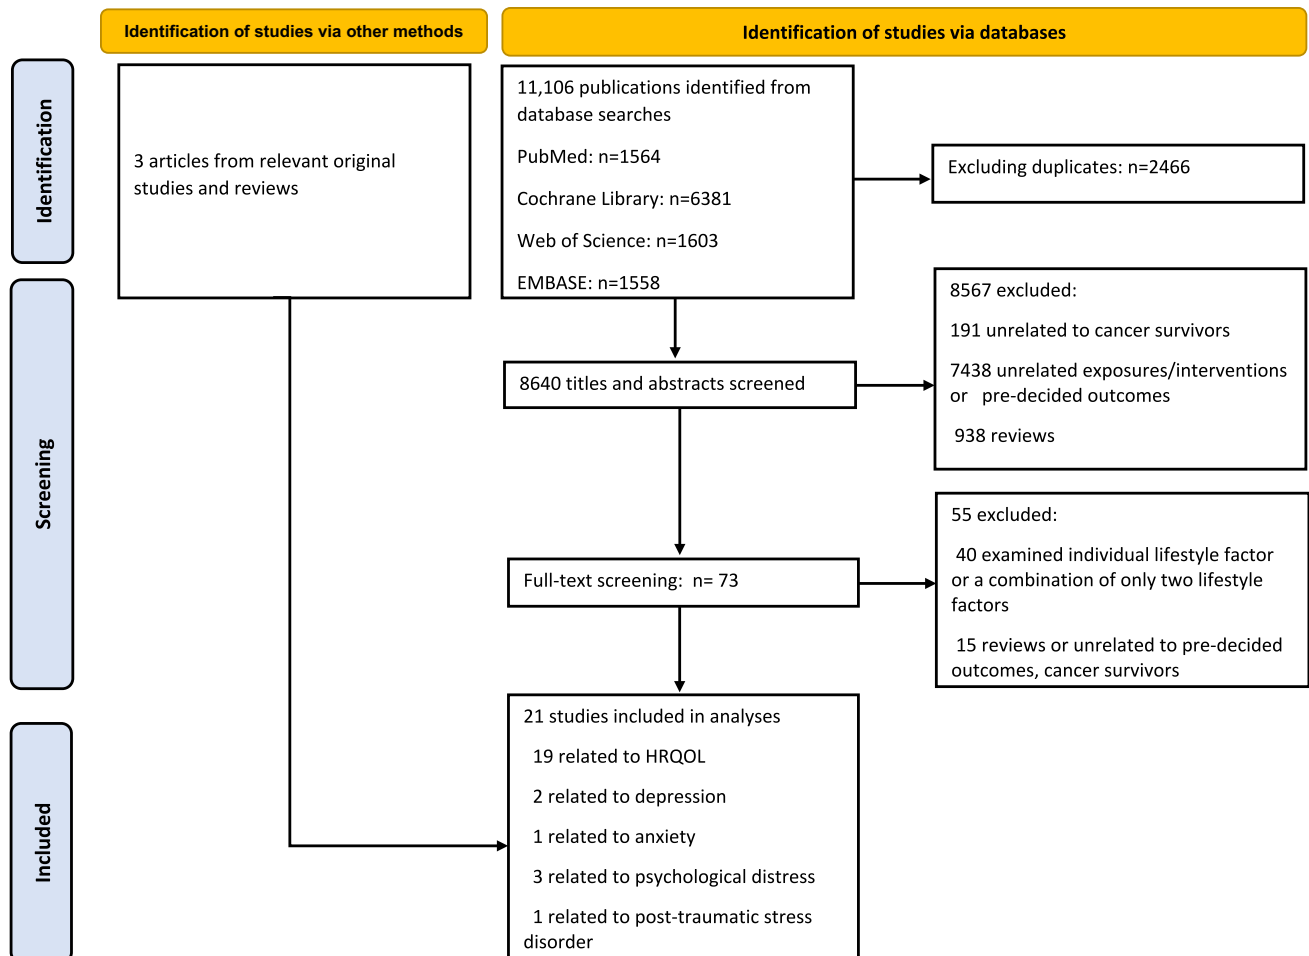 Identification of studies via other methods
Identification of studies via databases
Identification
3 articles from relevant original
studies and reviews
11,106 publications identified from
database searches
PubMed: n=1564
Cochrane Library: n=6381
Web of Science: n=1603
EMBASE: n=1558
Excluding duplicates: n=2466
Screening
8640 titles and abstracts screened
8567 excluded:
191 unrelated to cancer survivors
7438 unrelated exposures/interventions
or pre-decided outcomes
938 reviews
Full-text screening: n= 73
55 excluded:
40 examined individual lifestyle factor
or a combination of only two lifestyle
factors
15 reviews or unrelated to pre-decided
outcomes, cancer survivors
Included
21 studies included in analyses
19 related to HRQOL
2 related to depression
1 related to anxiety
3 related to psychological distress
1 related to post-traumatic stress
disorder